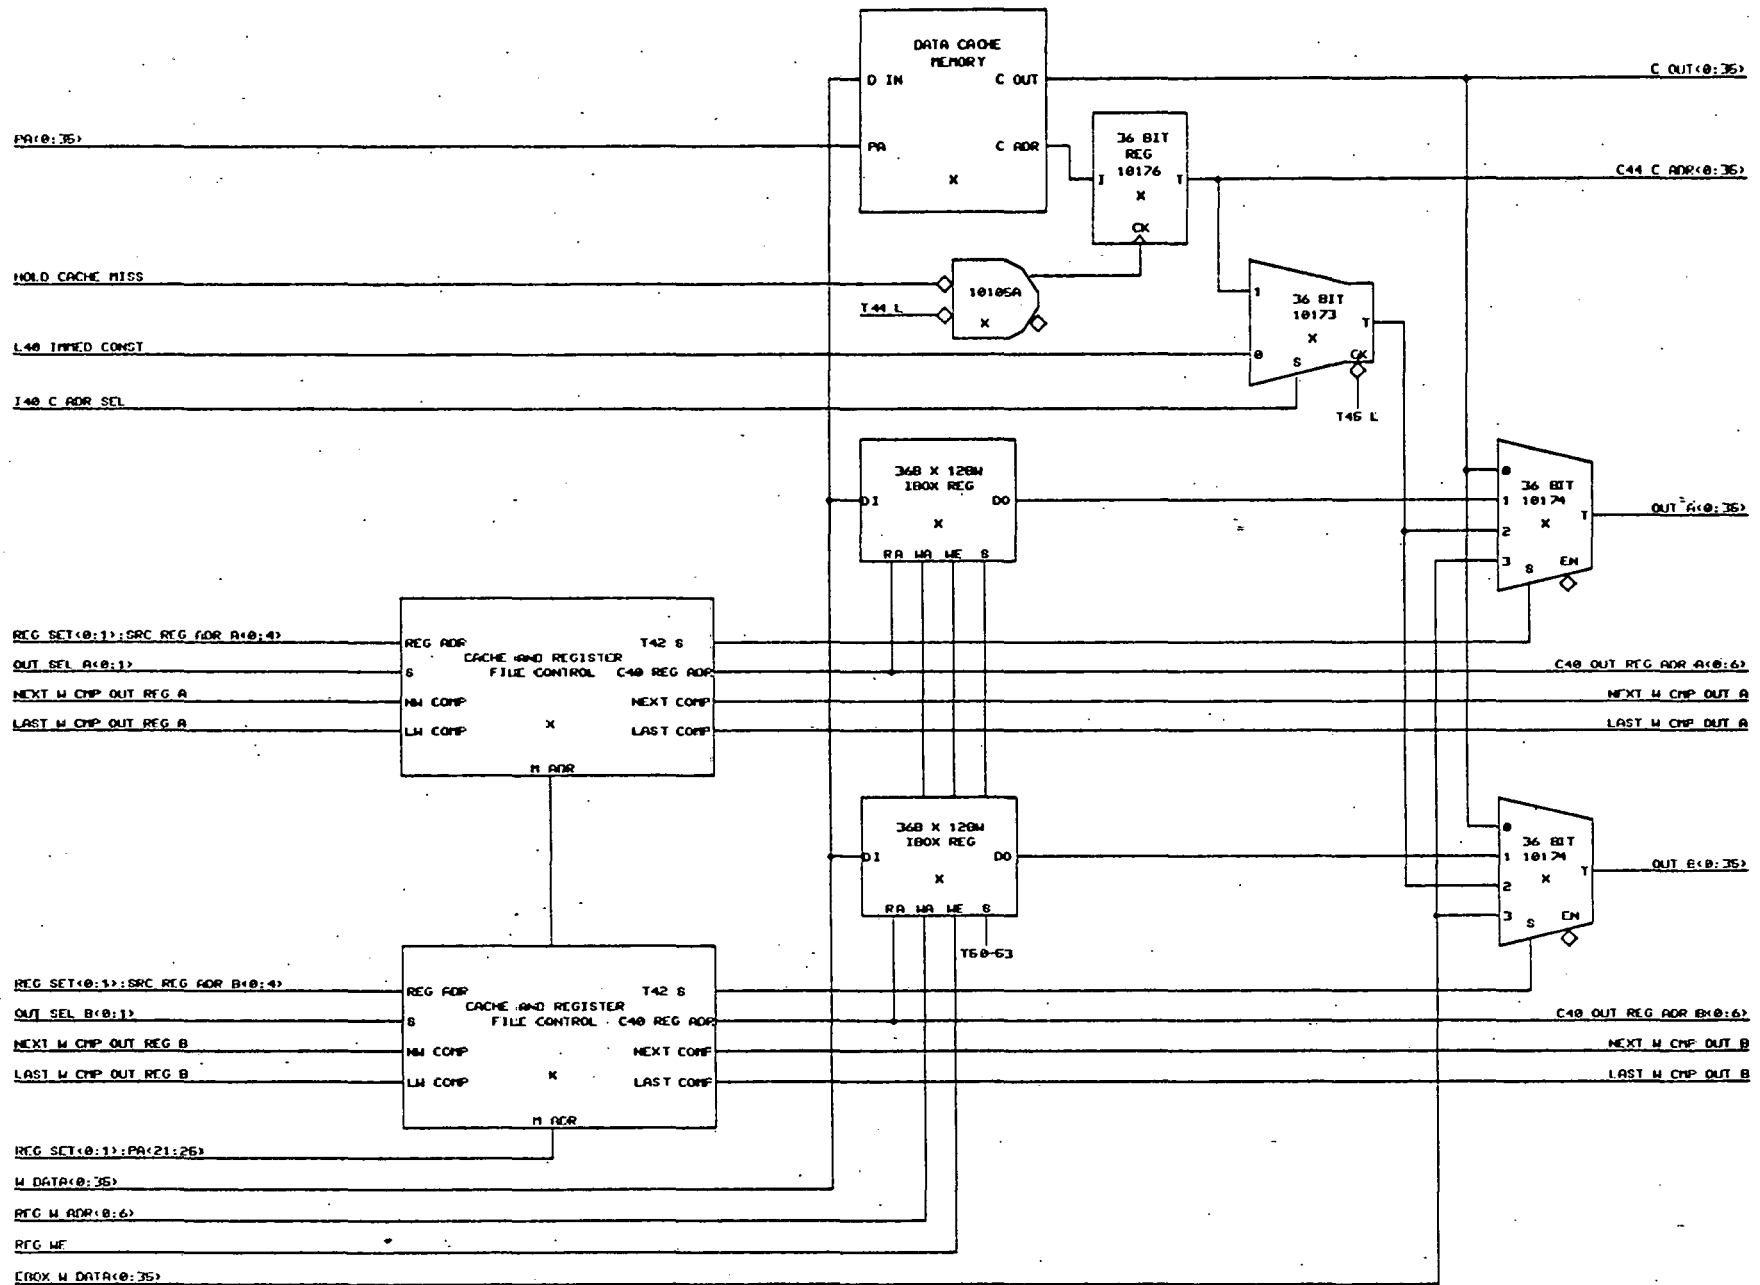 DATA CACHE
MEMORY
D IN
C OUT
C OUT<0:35>
PA<0:35>
PA
C ADR
36 BIT
REG
10176
X
I
T
CK
C44 C ADR<0:35>
X
HOLD CACHE MISS
T44 L
10105A
X
L40 IMMED CONST
1
36 BIT
10173
X
T
0
S
CK
I40 C ADR SEL
T45 L
36B X 128W
IBOX REG
DI
DO
X
RA WA WE S
0
36 BIT
1 10174
X
T
2
3
S
EN
OUT A<0:35>
REG SET<0:1>:SRC REG ADR A<0:4>
REG ADR
T42 S
CACHE AND REGISTER
FILE CONTROL
C40 REG ADR
OUT SEL A<0:1>
S
C40 OUT REG ADR A<0:6>
NEXT W CMP OUT REG A
NW COMP
NEXT COMP
NEXT W CMP OUT A
LAST W CMP OUT REG A
LW COMP
X
LAST COMP
LAST W CMP OUT A
M ADR
36B X 128W
IBOX REG
DI
DO
X
RA WA WE S
T60-63
0
36 BIT
1 10174
X
T
2
3
S
EN
OUT B<0:35>
REG SET<0:1>:SRC REG ADR B<0:4>
REG ADR
T42 S
CACHE AND REGISTER
FILE CONTROL
C40 REG ADR
OUT SEL B<0:1>
S
C40 OUT REG ADR B<0:6>
NEXT W CMP OUT REG B
NW COMP
NEXT COMP
NEXT W CMP OUT B
LAST W CMP OUT REG B
LW COMP
X
LAST COMP
LAST W CMP OUT B
M ADR
REG SET<0:1>:PA<21:26>
W DATA<0:35>
REG W ADR<0:6>
REG WE
EBOX W DATA<0:35>